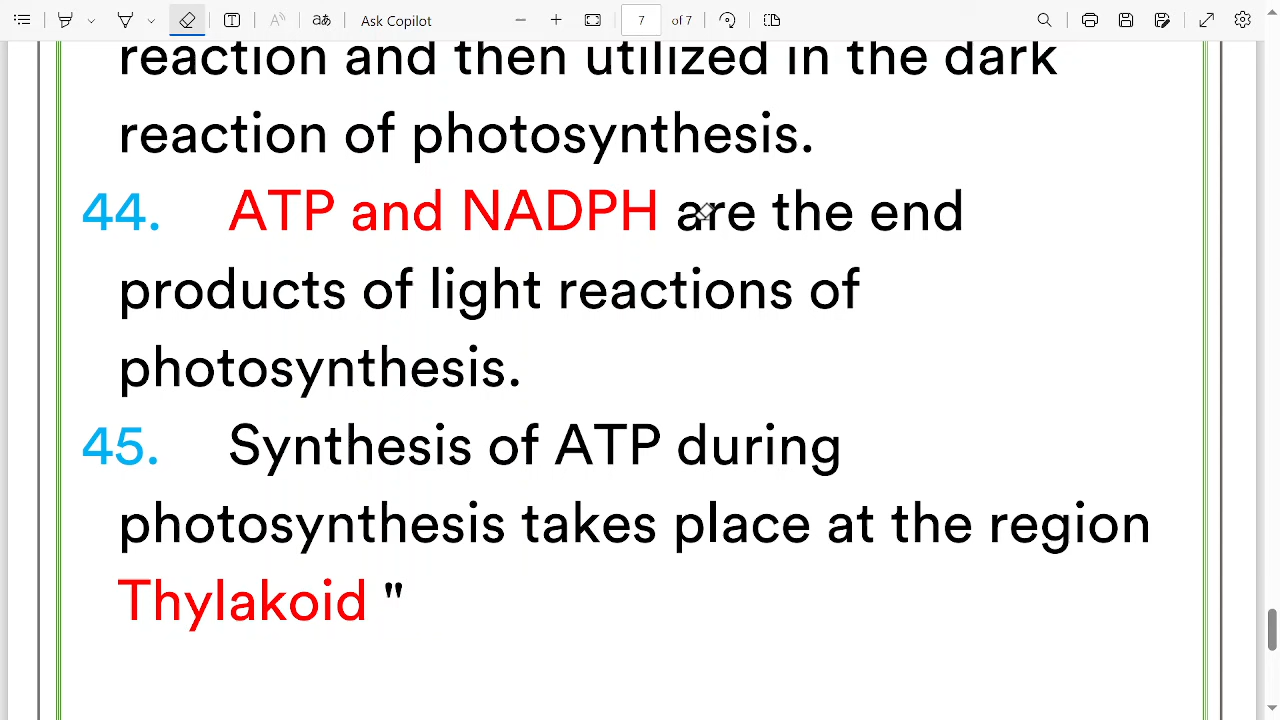 Ask Copilot 7 of 7
reaction and then utilized in the dark
reaction of photosynthesis.
44. ATP and NADPH are the end
products of light reactions of
photosynthesis.
45. Synthesis of ATP during
photosynthesis takes place at the region
Thylakoid "